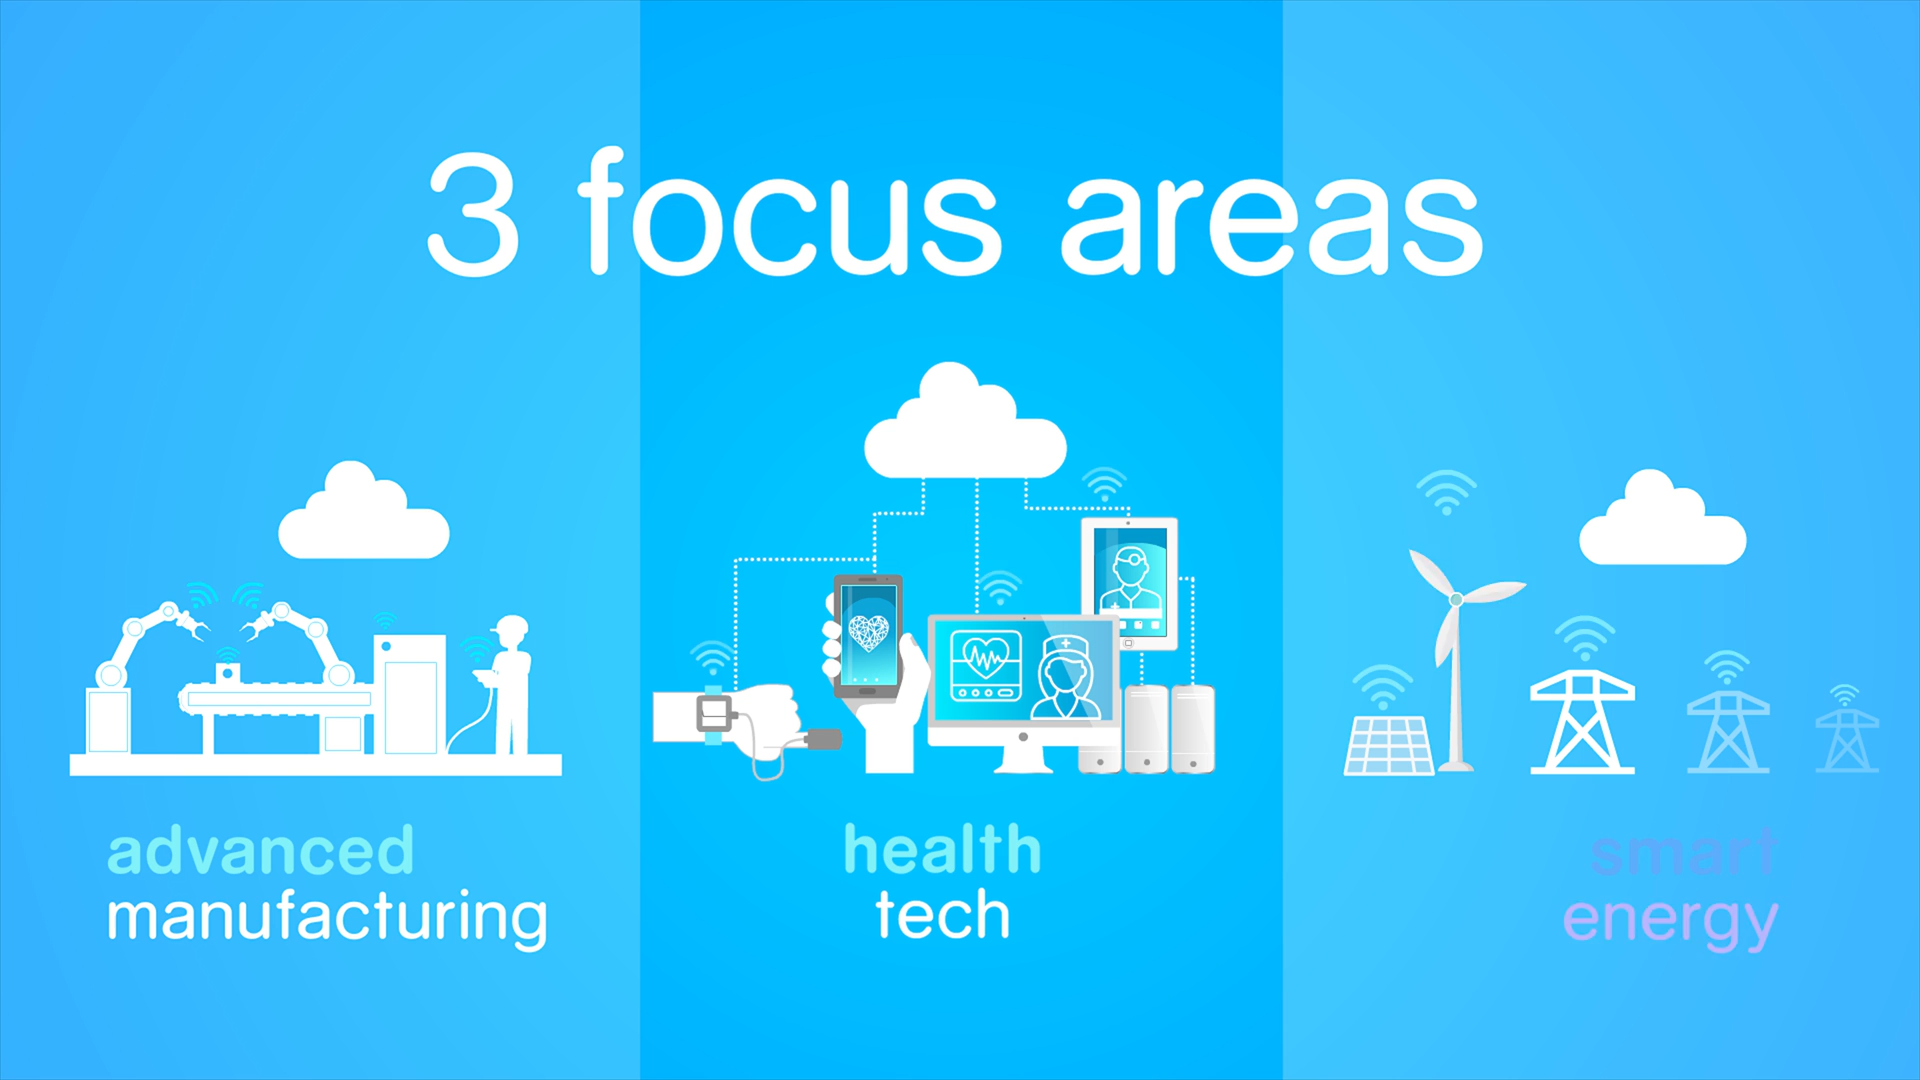 3 focus areas
advanced
manufacturing
health
tech
smart
energy